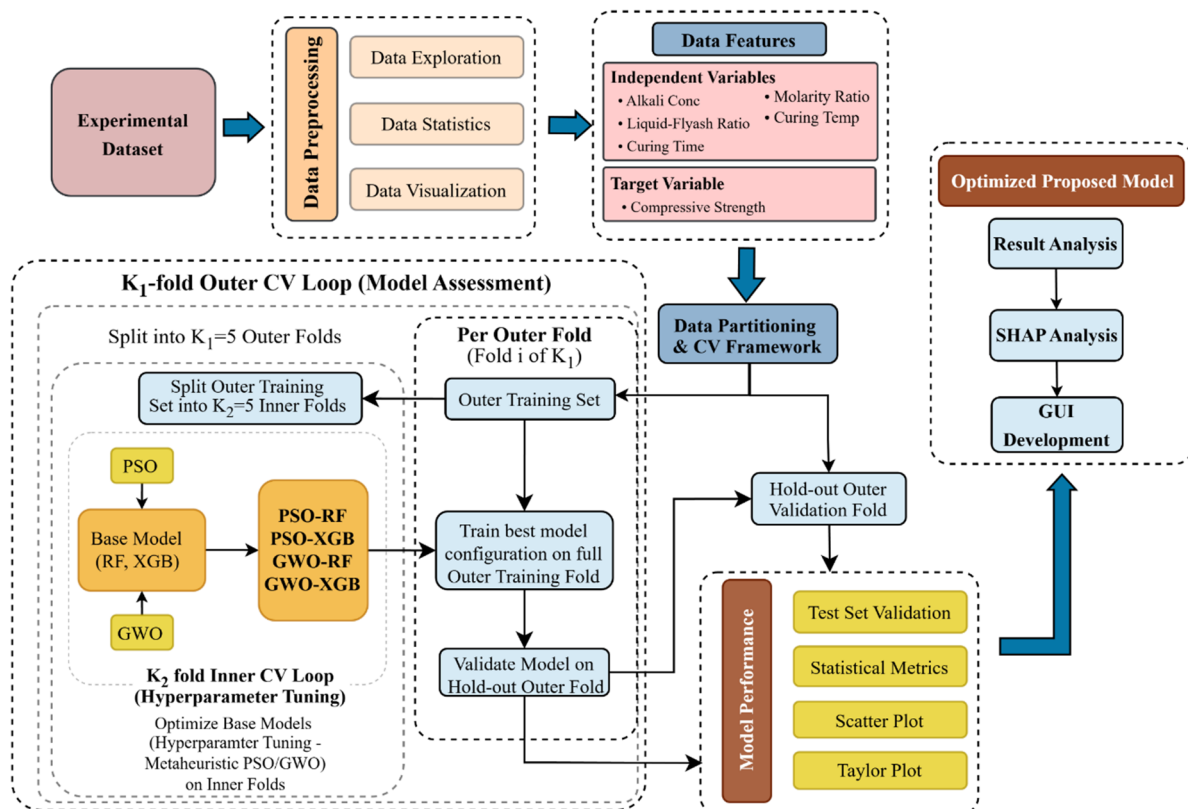 Experimental
Dataset
Data Preprocessing
Data Exploration
Data Statistics
Data Visualization
Data Features
Independent Variables
• Alkali Conc
• Liquid-Flyash Ratio
• Curing Time
• Molarity Ratio
• Curing Temp
Target Variable
• Compressive Strength
Data Partitioning
& CV Framework
K1-fold Outer CV Loop (Model Assessment)
Split into K1=5 Outer Folds
Per Outer Fold
(Fold i of K1)
Outer Training Set
Split Outer Training
Set into K2=5 Inner Folds
PSO
Base Model
(RF, XGB)
GWO
PSO-RF
PSO-XGB
GWO-RF
GWO-XGB
K2 fold Inner CV Loop
(Hyperparameter Tuning)
Optimize Base Models
(Hyperparamter Tuning -
Metaheuristic PSO/GWO)
on Inner Folds
Train best model
configuration on full
Outer Training Fold
Validate Model on
Hold-out Outer Fold
Hold-out Outer
Validation Fold
Model Performance
Test Set Validation
Statistical Metrics
Scatter Plot
Taylor Plot
Optimized Proposed Model
Result Analysis
SHAP Analysis
GUI
Development